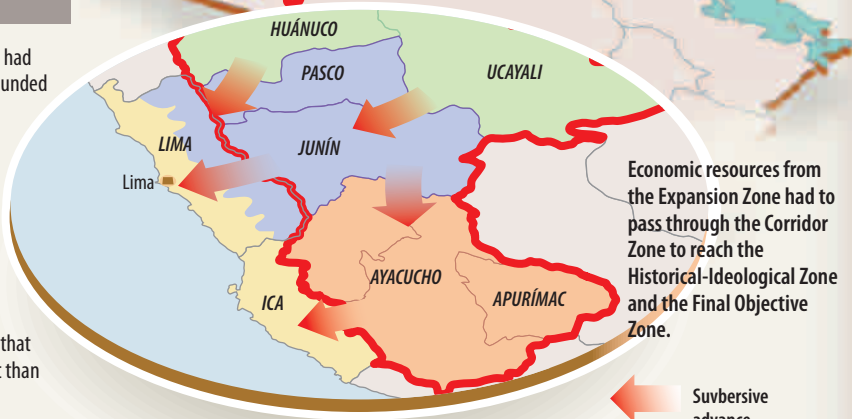 had
unded
HUÁNUCO
PASCO
UCAYALI
LIMA
JUNÍN
Lima
AYACUCHO
APURÍMAC
ICA
that
than
Economic resources from
the Expansion Zone had to
pass through the Corridor
Zone to reach the
Historical-Ideological Zone
and the Final Objective
Zone.
Suvbersive
advance